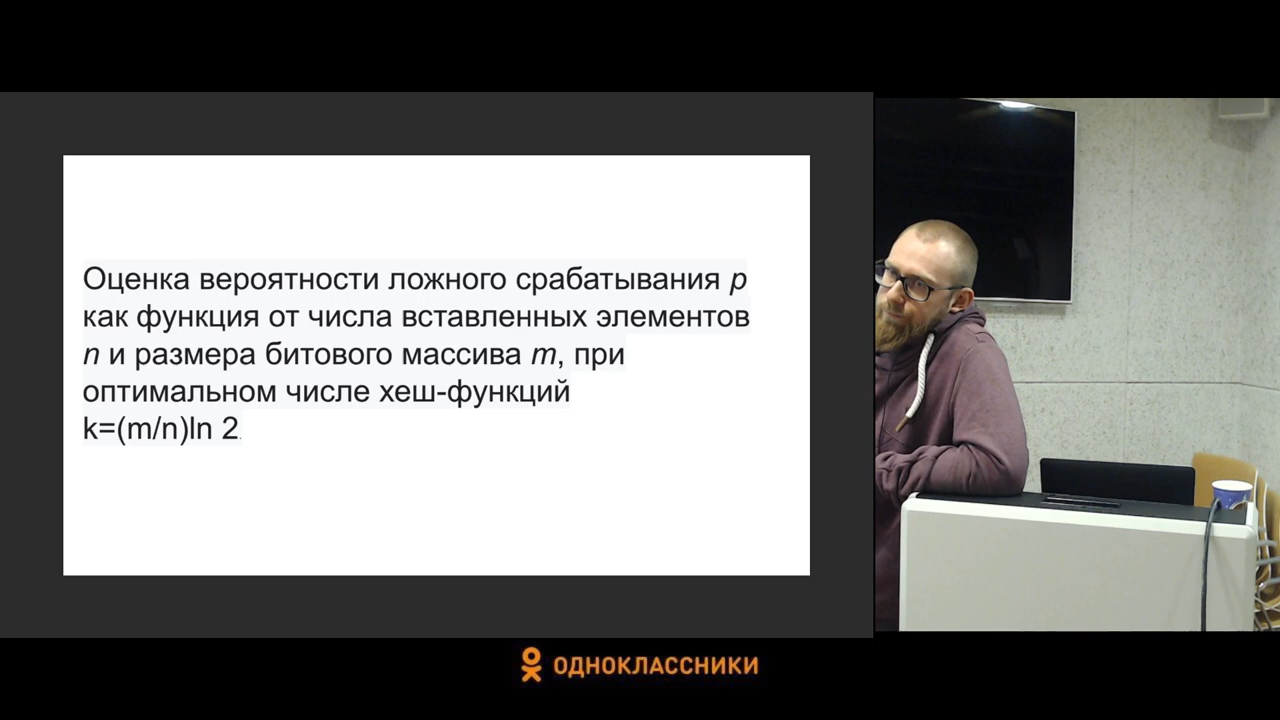 Оценка вероятности ложного срабатывания p
как функция от числа вставленных элементов
n и размера битового массива m, при
оптимальном числе хеш-функций
k=(m/n)ln 2.
ОДНОКЛАССНИКИ